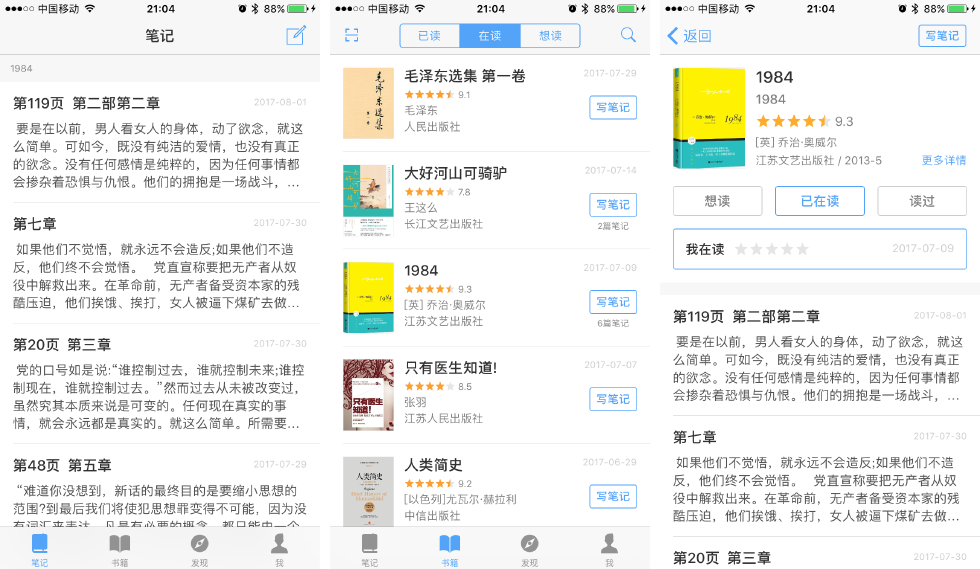 中国移动 21:04 88%
笔记
1984
第119页 第二部第二章 2017-08-01
要是在以前，男人看女人的身体，动了欲念，就这
么简单。可如今，既没有纯洁的爱情，也没有真正
的欲念。没有任何感情是纯粹的，因为任何事情都
会掺杂着恐惧与仇恨。他们的拥抱是一场战斗，...
第七章 2017-07-30
如果他们不觉悟，就永远不会造反;如果他们不造
反，他们终不会觉悟。 党直宣称要把无产者从奴
役中解救出来。在革命前，无产者备受资本家的残
酷压迫，他们挨饿、挨打，女人被逼下煤矿去做...
第20页 第三章 2017-07-30
党的口号如是说:“谁控制过去，谁就控制未来;谁控
制现在，谁就控制过去。”然而过去从未被改变过，
虽然究其本质来说是可变的。任何现在真实的事
情，就会永远都是真实的。就这么简单。所需要...
第48页 第五章 2017-07-29
“难道你没想到，新话的最终目的是要缩小思想的
范围?到最后我们将使犯思想罪变得不可能，因为没
有词汇来表达。凡是有必要的概念，都只能由一个
笔记 书籍 发现 我
中国移动 21:04 88%
已读 在读 想读
毛泽东选集
毛泽东选集 第一卷 2017-07-29
9.1
毛泽东
人民出版社
写笔记
大好河山可骑驴 2017-07-14
7.8
王这么
长江文艺出版社
写笔记
2篇笔记
1984
1984 2017-07-09
9.3
[英] 乔治·奥威尔
江苏文艺出版社
写笔记
6篇笔记
只有医生知道!
只有医生知道! 2017-07-07
8.5
张羽
江苏人民出版社
写笔记
人类简史
人类简史 2017-06-29
9.2
[以色列]尤瓦尔·赫拉利
中信出版社
写笔记
笔记 书籍 发现 我
中国移动 21:04 88%
返回 写笔记
1984
1984
1984
9.3
[英] 乔治·奥威尔
江苏文艺出版社 / 2013-5 更多详情
想读 已在读 读过
我在读 2017-07-09
第119页 第二部第二章 2017-08-01
要是在以前，男人看女人的身体，动了欲念，就这
么简单。可如今，既没有纯洁的爱情，也没有真正
的欲念。没有任何感情是纯粹的，因为任何事情都
会掺杂着恐惧与仇恨。他们的拥抱是一场战斗，...
第七章 2017-07-30
如果他们不觉悟，就永远不会造反;如果他们不造
反，他们终不会觉悟。 党直宣称要把无产者从奴
役中解救出来。在革命前，无产者备受资本家的残
酷压迫，他们挨饿、挨打，女人被逼下煤矿去做...
第20页 第三章 2017-07-30